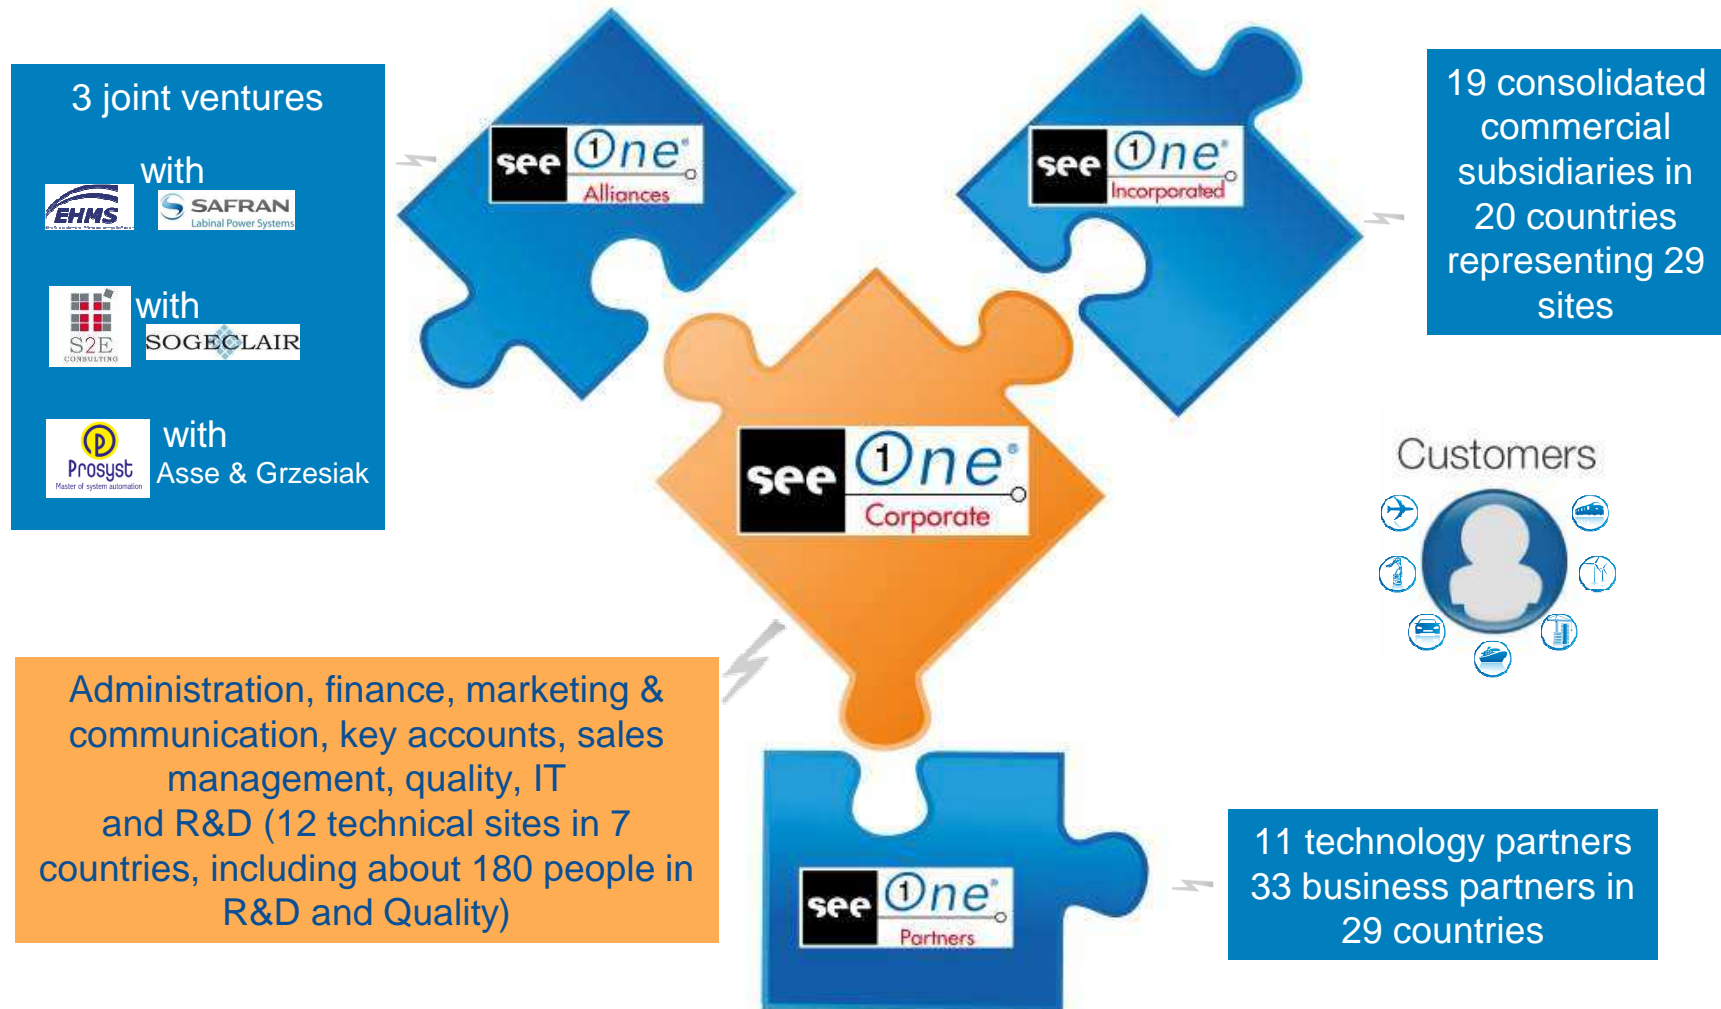 3 joint ventures
with
EHMS
SAFRAN
Labinal Power Systems
with
S2E
CONSULTING
SOGECLAIR
with
Prosyst
Master of system automation
Asse & Grzesiak
see One®
Alliances
see One®
Incorporated
19 consolidated
commercial
subsidiaries in
20 countries
representing 29
sites
see One®
Corporate
Customers
Administration, finance, marketing &
communication, key accounts, sales
management, quality, IT
and R&D (12 technical sites in 7
countries, including about 180 people in
R&D and Quality)
see One®
Partners
11 technology partners
33 business partners in
29 countries